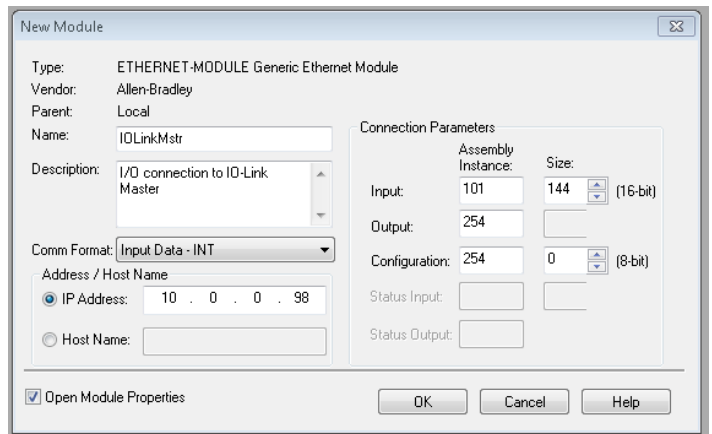 New Module
Type: ETHERNET-MODULE Generic Ethernet Module
Vendor: Allen-Bradley
Parent: Local
Name: IOLinkMstr
Description: I/O connection to IO-Link
Master
Comm Format: Input Data - INT
Address / Host Name
IP Address: 10 . 0 . 0 . 98
Host Name:
Connection Parameters
Assembly
Instance: Size:
Input: 101 144 (16-bit)
Output: 254
Configuration: 254 0 (8-bit)
Status Input:
Status Output:
Open Module Properties
OK Cancel Help